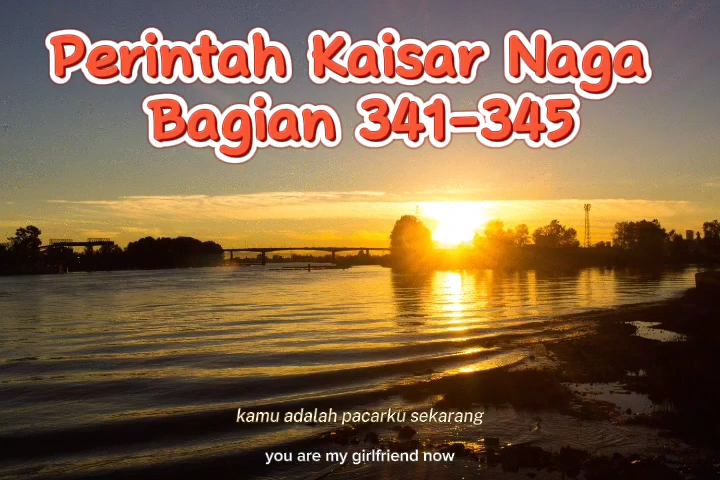 Perintah Kaisar Naga
Bagian 341-345
kamu adalah pacarku sekarang
you are my girlfriend now